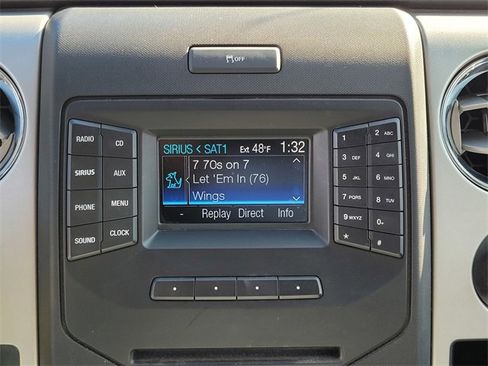 OFF
SIRIUS < SAT1 Ext 48°F 1:32
7 70s on 7
Let 'Em In (76)
Wings
- Replay Direct Info
RADIO CD
SIRIUS AUX
PHONE MENU
SOUND CLOCK
1 2 ABC
3 DEF 4 GHI
5 JKL 6 MNO
7 PQRS 8 TUV
9 WXYZ 0+
* #